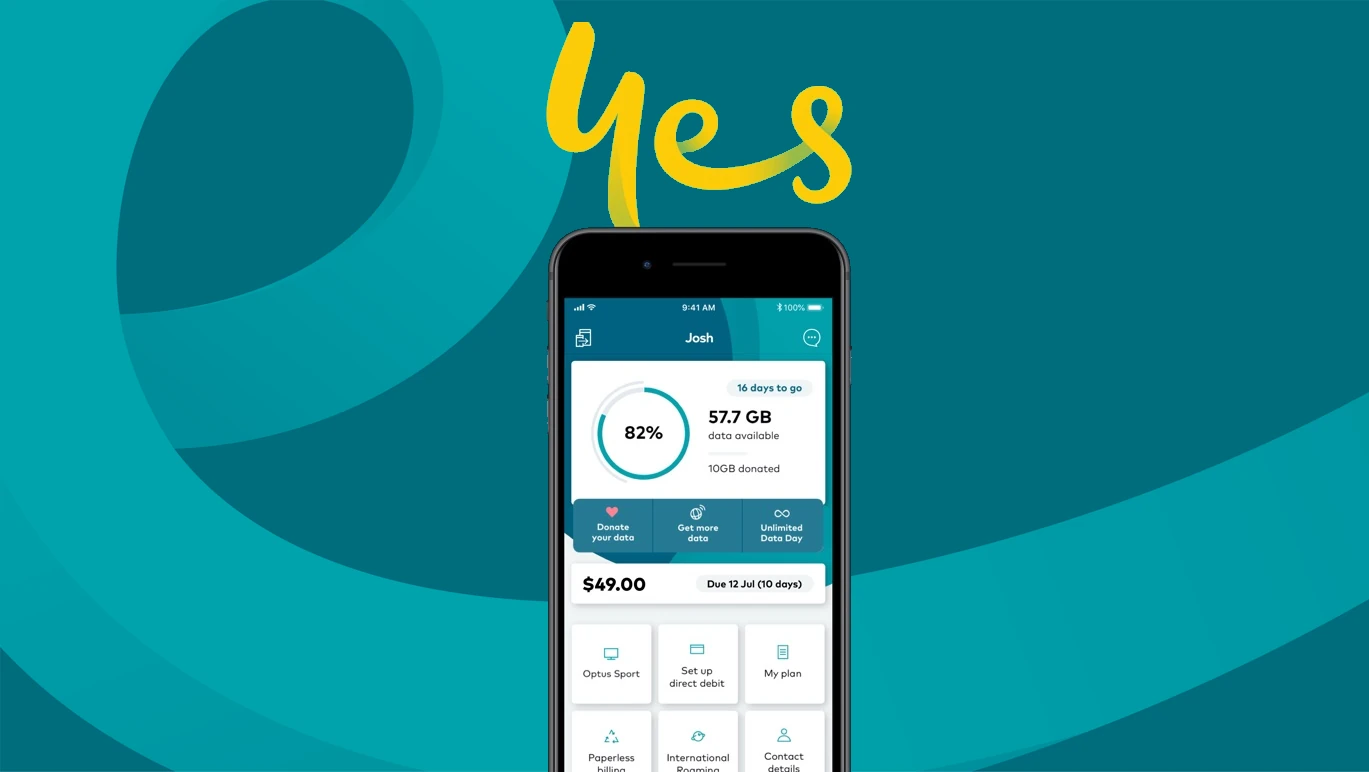 yes
9:41 AM
100%
Josh
16 days to go
82%
57.7 GB
data available
10GB donated
Donate
your data
Get more
data
Unlimited
Data Day
$49.00
Due 12 Jul (10 days)
Optus Sport
Set up
direct debit
My plan
Paperless
billing
International
Roaming
Contact
details